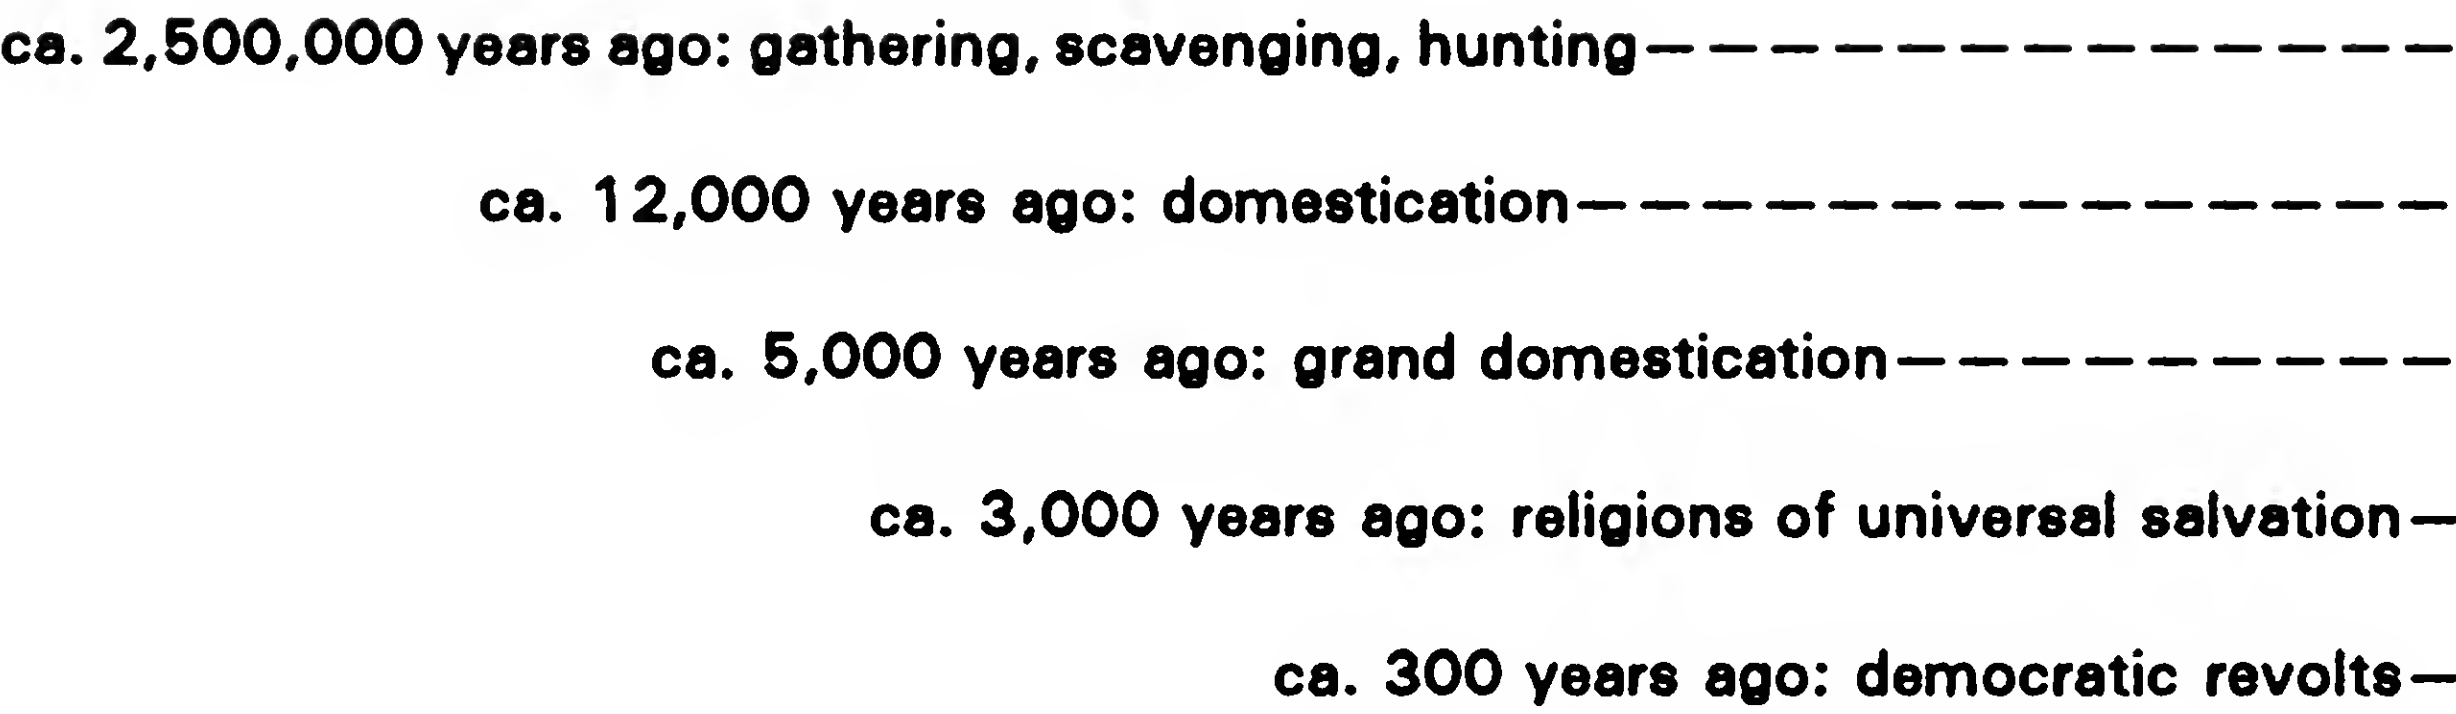 ca. 2,500,000 years ago: gathering, scavenging, hunting — — — — — — — — — — — — —
ca. 12,000 years ago: domestication — — — — — — — — — — — — — —
ca. 5,000 years ago: grand domestication — — — — — — — — —
ca. 3,000 years ago: religions of universal salvation —
ca. 300 years ago: democratic revolts —